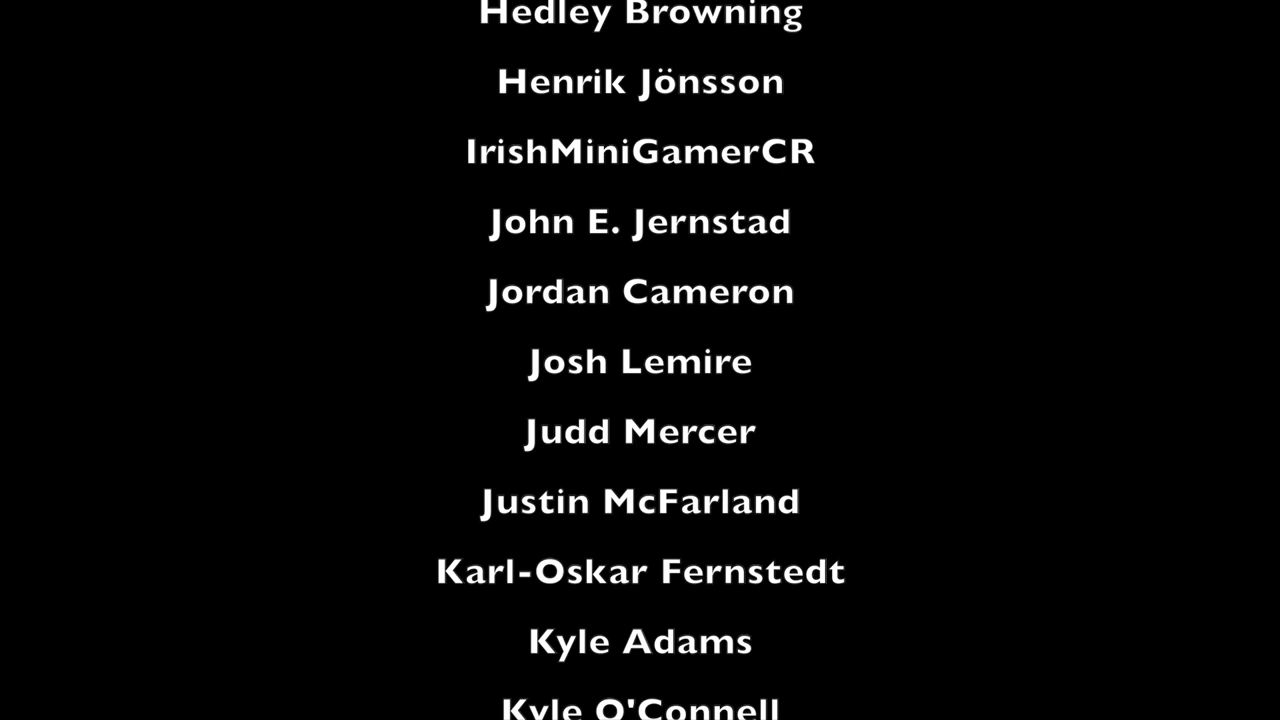 Hedley Browning
Henrik Jönsson
IrishMiniGamerCR
John E. Jernstad
Jordan Cameron
Josh Lemire
Judd Mercer
Justin McFarland
Karl-Oskar Fernstedt
Kyle Adams
Kyle O'Connell